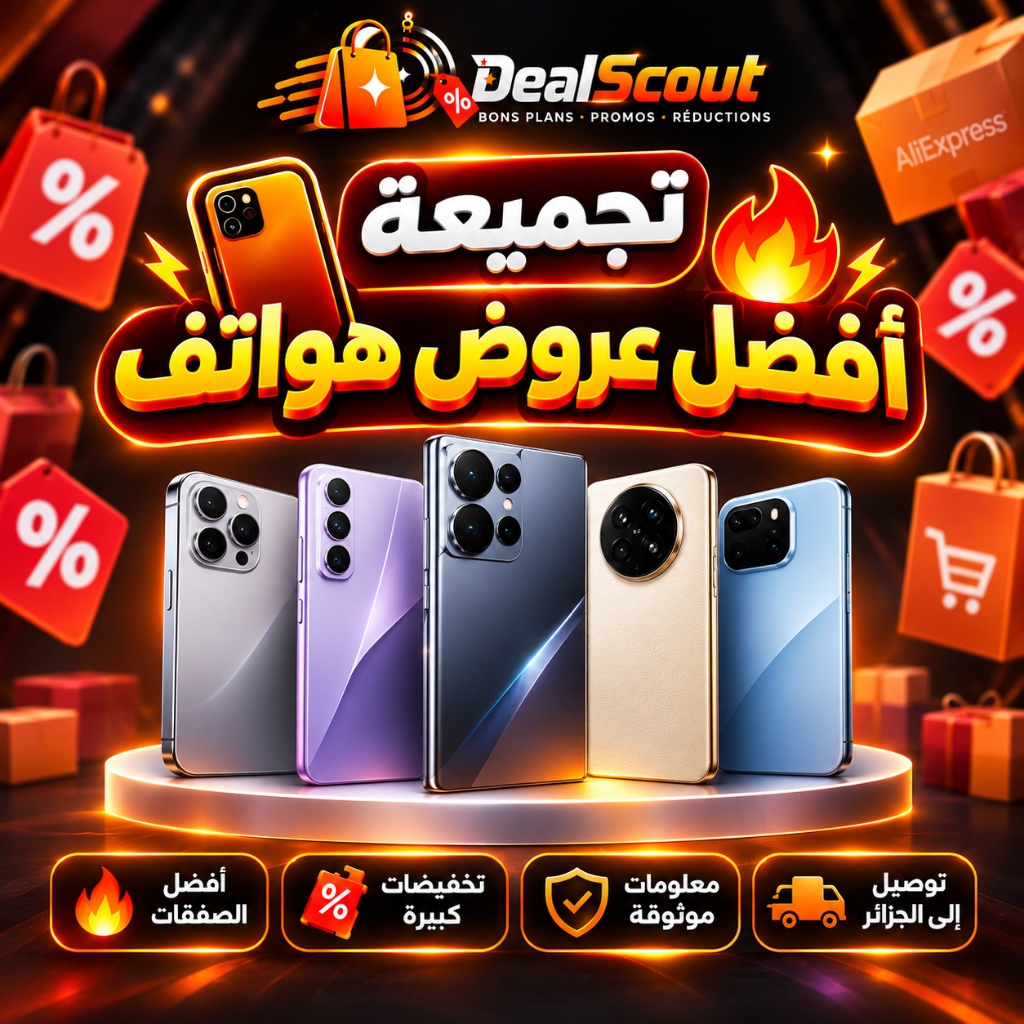 DealScout
BONS PLANS • PROMOS • RÉDUCTIONS
%
AliExpress
تجميعة
أفضل عروض هواتف
%
%
%
توصيل
إلى الجزائر
معلومات
موثوقة
تخفيضات
كبيرة
%
أفضل
الصفقات